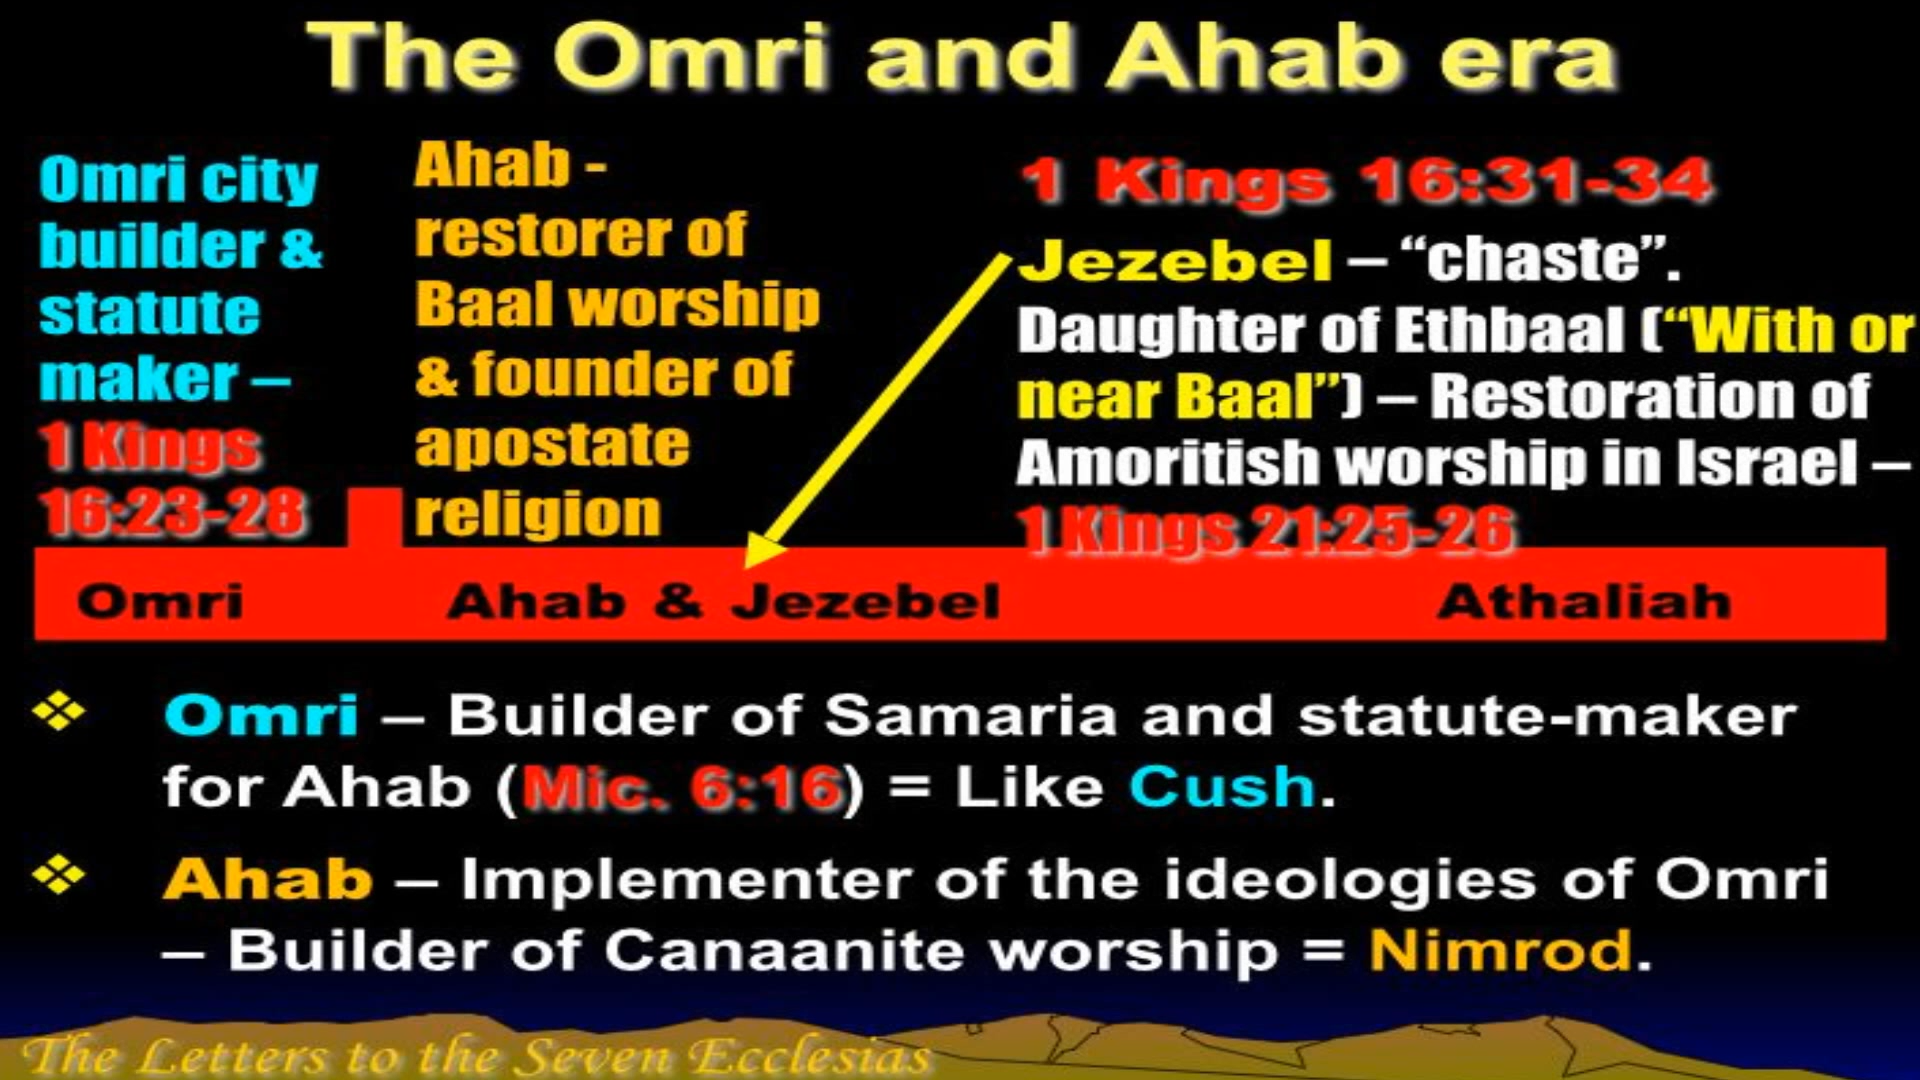 The Omri and Ahab era
Omri city
builder &
statute
maker –
1 Kings
16:23-28
Ahab -
restorer of
Baal worship
& founder of
apostate
religion
1 Kings 16:31-34
Jezebel – “chaste”.
Daughter of Ethbaal (“With or
near Baal”) – Restoration of
Amoritish worship in Israel –
1 Kings 21:25-26
Omri
Ahab & Jezebel
Athaliah
Omri – Builder of Samaria and statute-maker
for Ahab (Mic. 6:16) = Like Cush.
Ahab – Implementer of the ideologies of Omri
– Builder of Canaanite worship = Nimrod.
The Letters to the Seven Ecclesias